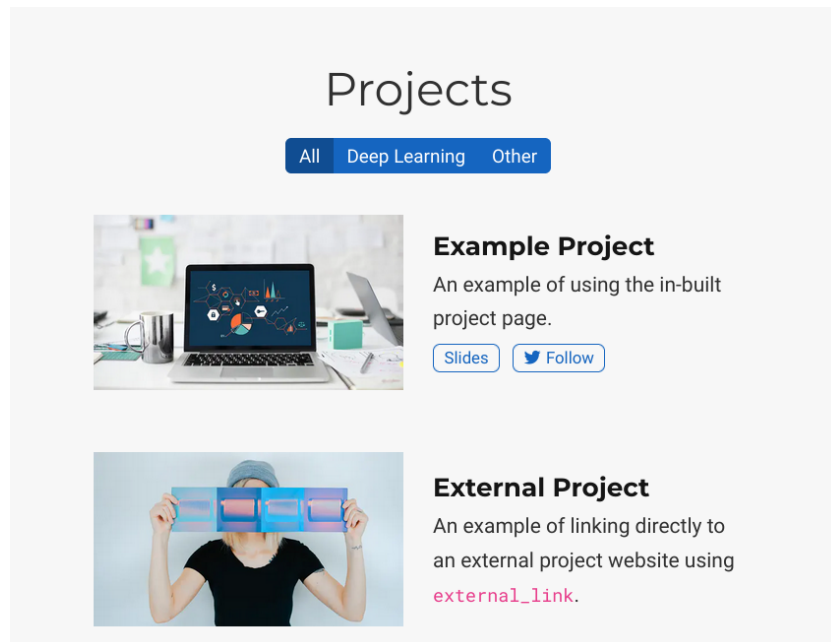 Projects
All Deep Learning Other
Example Project
An example of using the in-built
project page.
Slides Follow
External Project
An example of linking directly to
an external project website using
external_link.